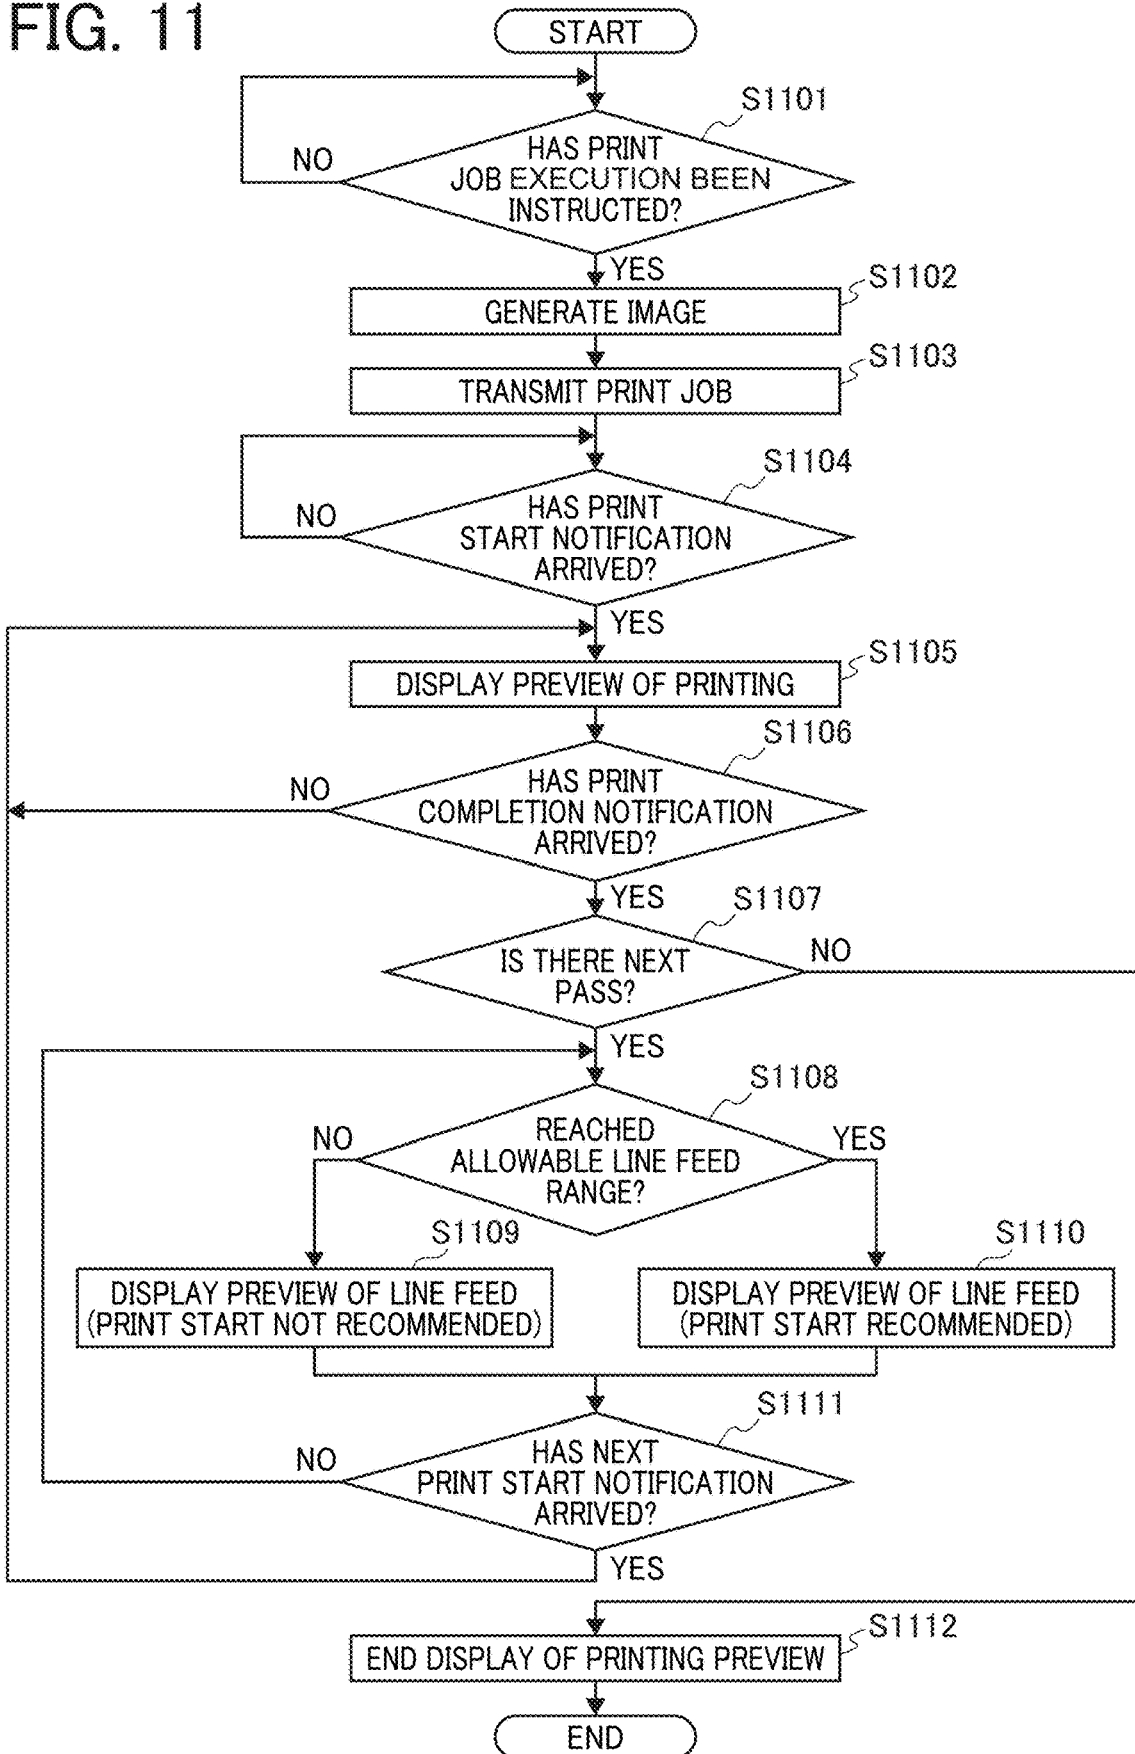 FIG. 11
START
S1101
HAS PRINT
JOB EXECUTION BEEN
INSTRUCTED?
NO
YES
S1102
GENERATE IMAGE
S1103
TRANSMIT PRINT JOB
S1104
HAS PRINT
START NOTIFICATION
ARRIVED?
NO
YES
S1105
DISPLAY PREVIEW OF PRINTING
S1106
HAS PRINT
COMPLETION NOTIFICATION
ARRIVED?
NO
YES
S1107
IS THERE NEXT
PASS?
NO
YES
S1108
REACHED
ALLOWABLE LINE FEED
RANGE?
NO
YES
S1109
DISPLAY PREVIEW OF LINE FEED
(PRINT START NOT RECOMMENDED)
S1110
DISPLAY PREVIEW OF LINE FEED
(PRINT START RECOMMENDED)
S1111
HAS NEXT
PRINT START NOTIFICATION
ARRIVED?
NO
YES
S1112
END DISPLAY OF PRINTING PREVIEW
END